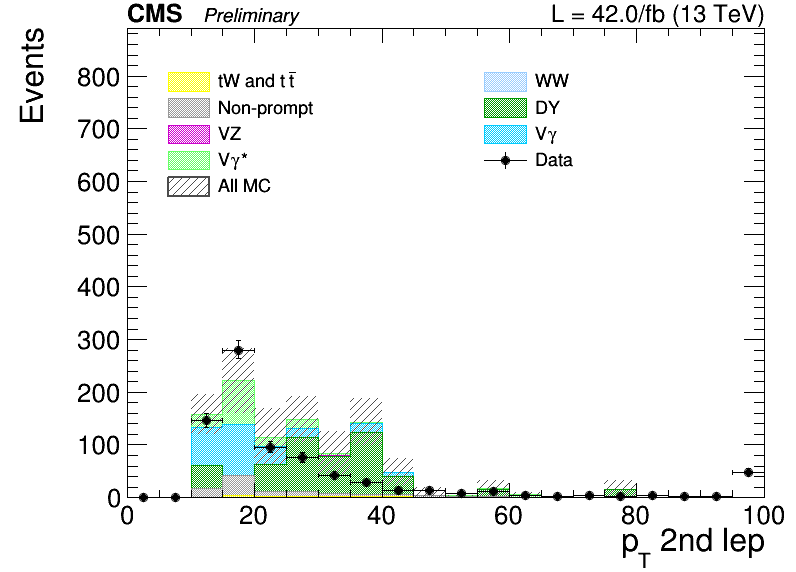 CMS Preliminary L = 42.0/fb (13 TeV)
Events
800
700
600
500
400
300
200
100
0
tW and t t̄
Non-prompt
VZ
Vγ*
All MC
WW
DY
Vγ
Data
0 20 40 60 80 100
p_T 2nd lep